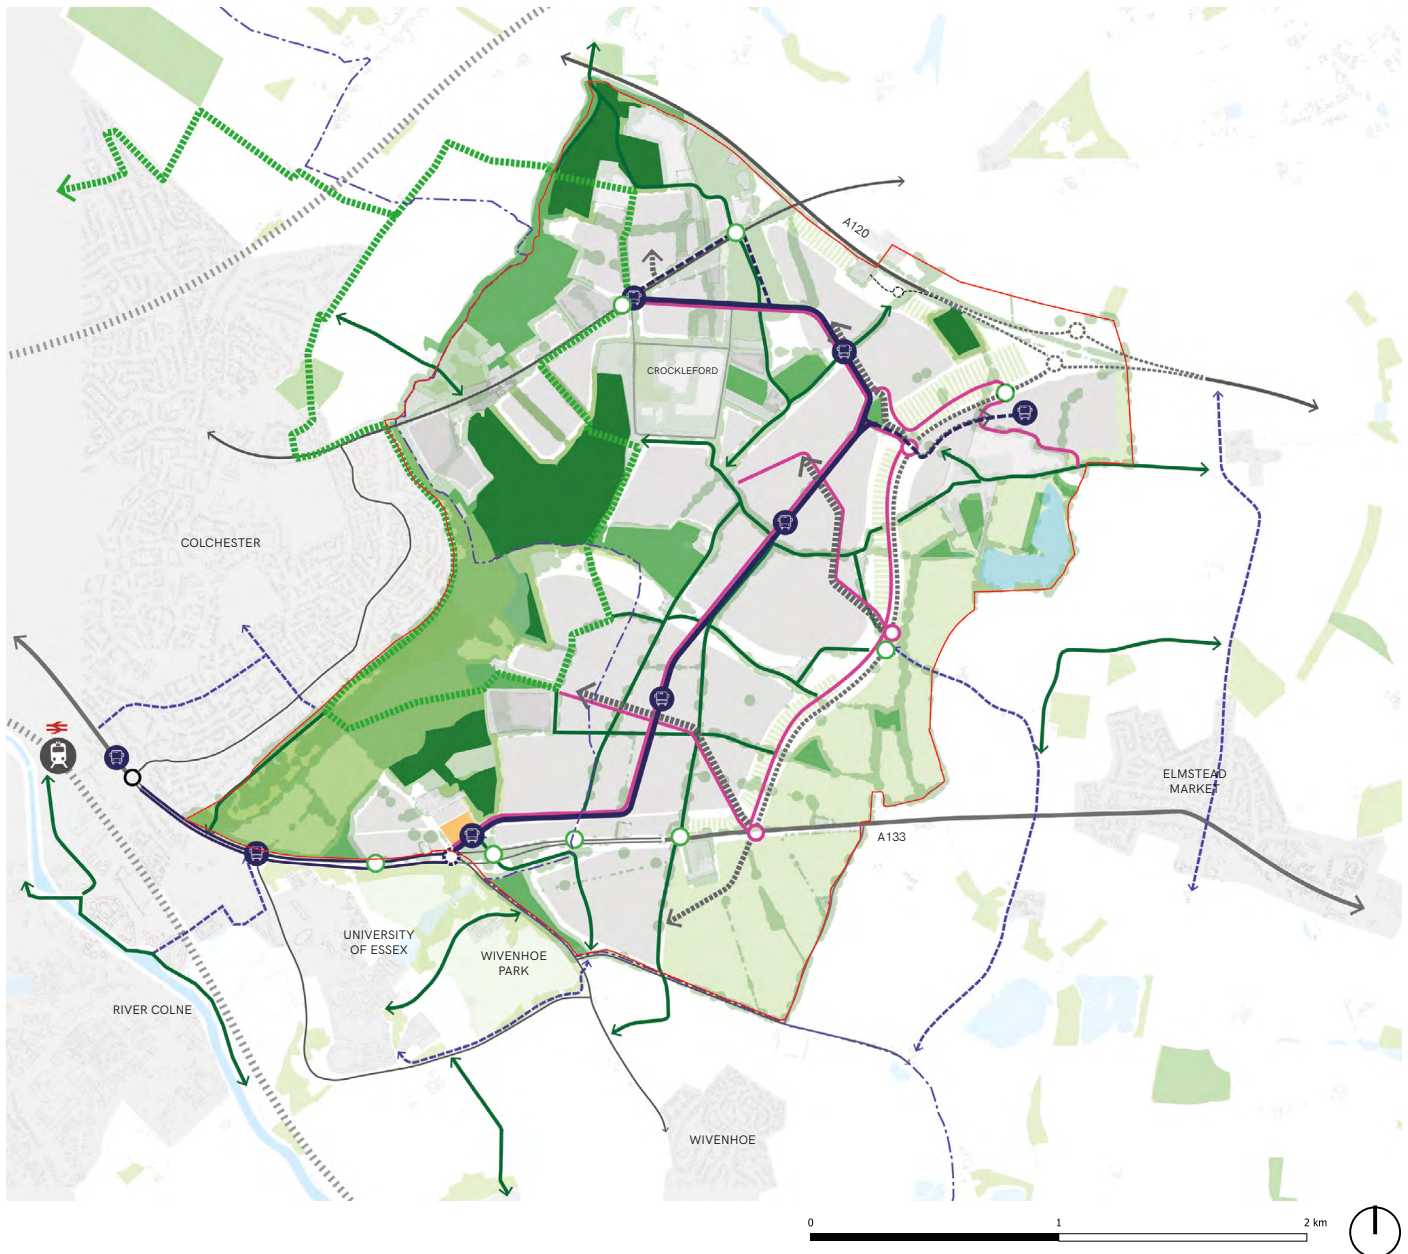 A120
CROCKLEFORD
COLCHESTER
ELMSTEAD
MARKET
A133
UNIVERSITY
OF ESSEX
WIVENHOE
PARK
RIVER COLNE
WIVENHOE
0 1 2 km